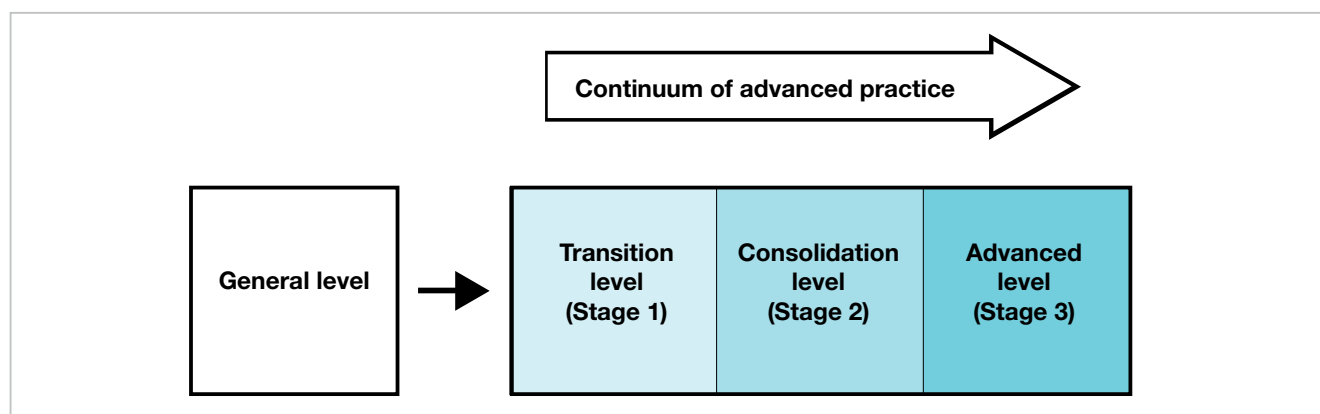 Continuum of advanced practice
General level
Transition
level
(Stage 1)
Consolidation
level
(Stage 2)
Advanced
level
(Stage 3)